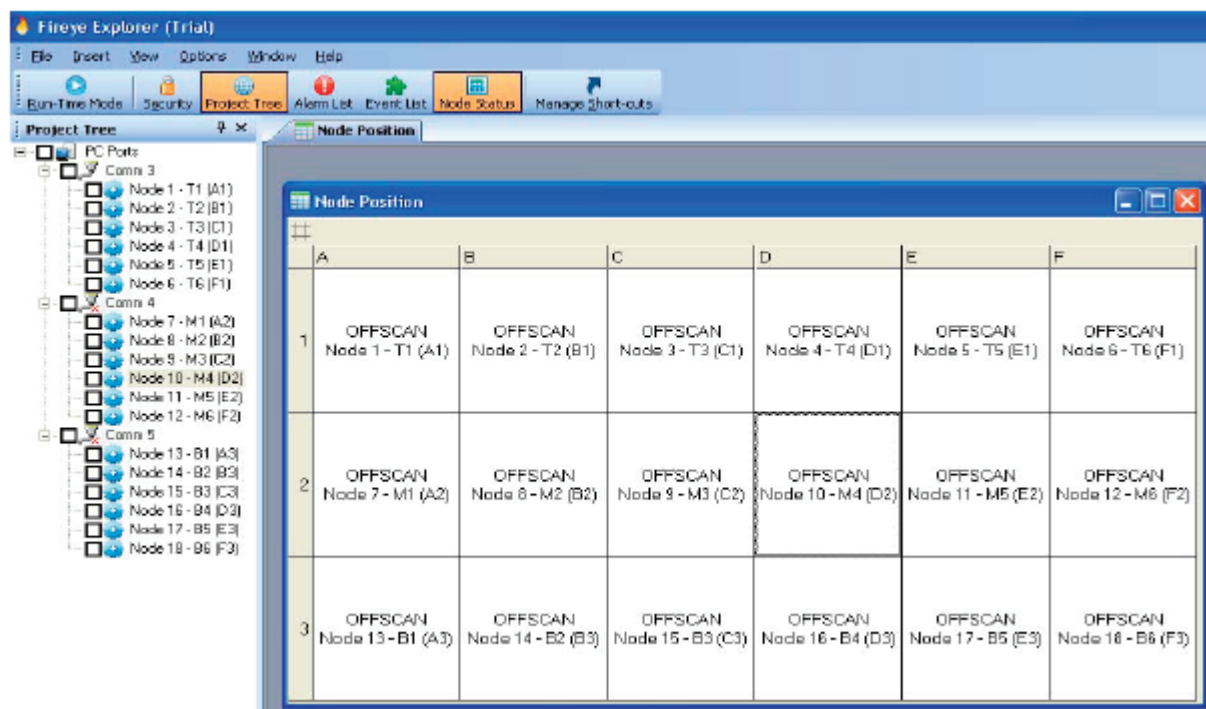 Fireye Explorer (Trial)
File Insert View Options Window Help
Run-Time Mode Security Project Tree Alarm List Event List Node Status Manage Short-cuts
Project Tree
Node Position
PC Ports
Comm 3
Node 1 - T1 (A1)
Node 2 - T2 (B1)
Node 3 - T3 (C1)
Node 4 - T4 (D1)
Node 5 - T5 (E1)
Node 6 - T6 (F1)
Comm 4
Node 7 - M1 (A2)
Node 8 - M2 (B2)
Node 9 - M3 (C2)
Node 10 - M4 (D2)
Node 11 - M5 (E2)
Node 12 - M6 (F2)
Comm 5
Node 13 - B1 (A3)
Node 14 - B2 (B3)
Node 15 - B3 (C3)
Node 16 - B4 (D3)
Node 17 - B5 (E3)
Node 18 - B6 (F3)
Node Position
A B C D E F
1
OFFSCAN OFFSCAN OFFSCAN OFFSCAN OFFSCAN OFFSCAN
Node 1 - T1 (A1) Node 2 - T2 (B1) Node 3 - T3 (C1) Node 4 - T4 (D1) Node 5 - T5 (E1) Node 6 - T6 (F1)
2
OFFSCAN OFFSCAN OFFSCAN OFFSCAN OFFSCAN OFFSCAN
Node 7 - M1 (A2) Node 8 - M2 (B2) Node 9 - M3 (C2) Node 10 - M4 (D2) Node 11 - M5 (E2) Node 12 - M6 (F2)
3
OFFSCAN OFFSCAN OFFSCAN OFFSCAN OFFSCAN OFFSCAN
Node 13 - B1 (A3) Node 14 - B2 (B3) Node 15 - B3 (C3) Node 16 - B4 (D3) Node 17 - B5 (E3) Node 18 - B6 (F3)